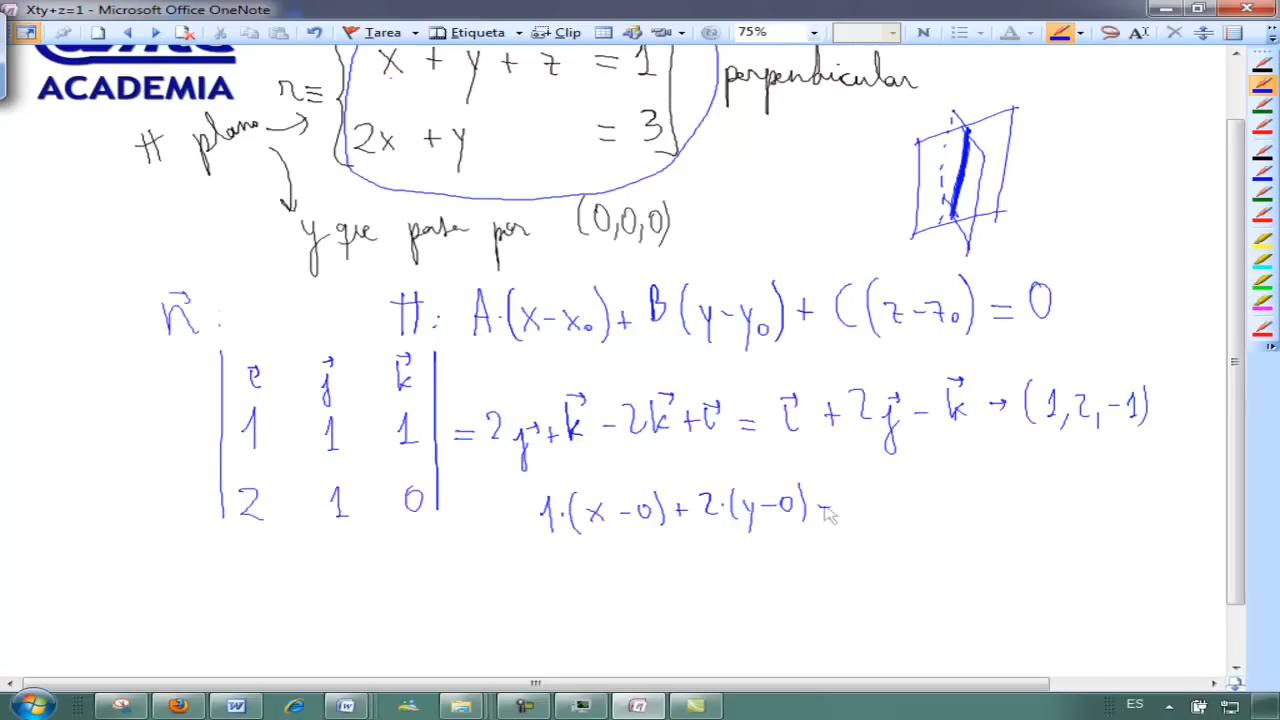 Xty+z=1 - Microsoft Office OneNote
Tarea Etiqueta Clip 75% N A
ACADEMIA
r≡ { x + y + z = 1
2x + y = 3
perpendicular
π plano
y que pasa por (0,0,0)
n⃗ : π: A·(x-x₀)+B(y-y₀)+C(z-z₀)=0
i⃗ j⃗ k⃗
1 1 1
2 1 0
= 2j⃗+k⃗-2k⃗+i⃗ = i⃗+2j⃗-k⃗ → (1,2,-1)
1·(x-0)+2·(y-0)-
ES